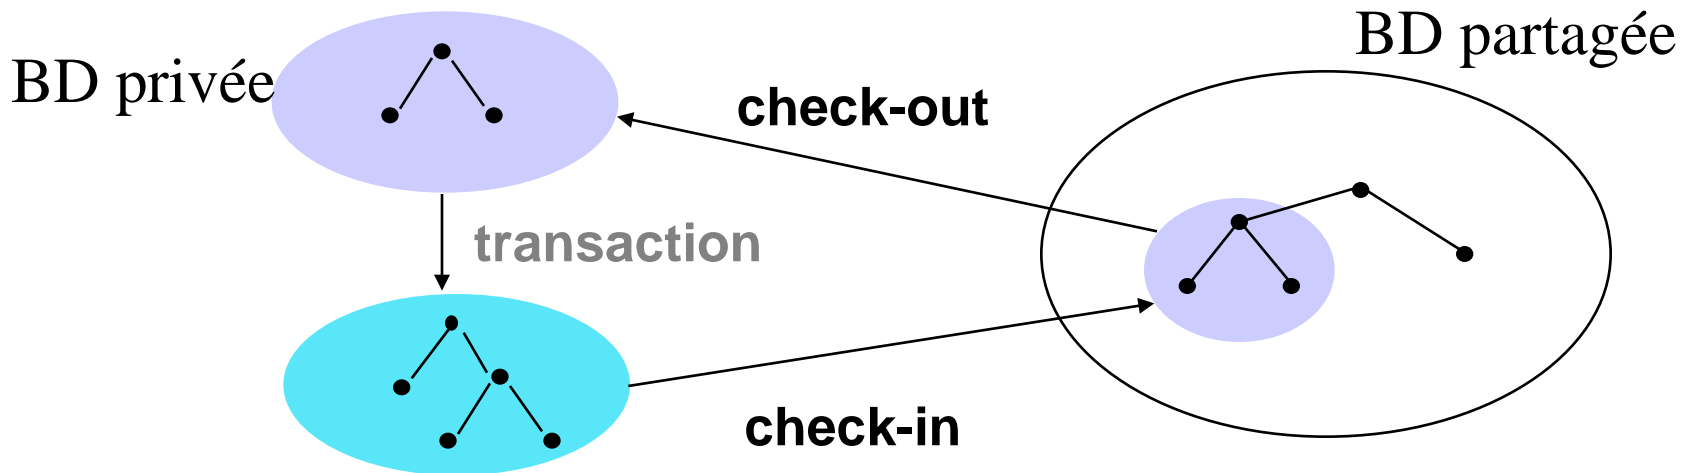 BD partagée
BD privée
check-out
transaction
check-in